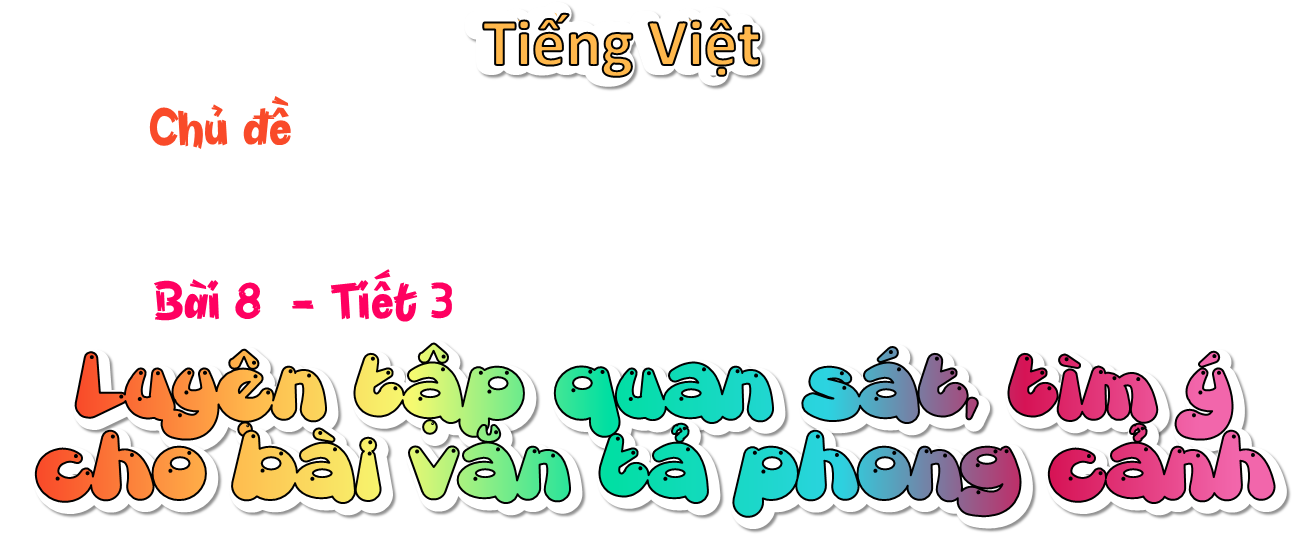 Tiếng Việt
Chủ đề
Bài 8 - Tiết 3
Luyện tập quan sát, tìm ý
cho bài văn tả phong cảnh